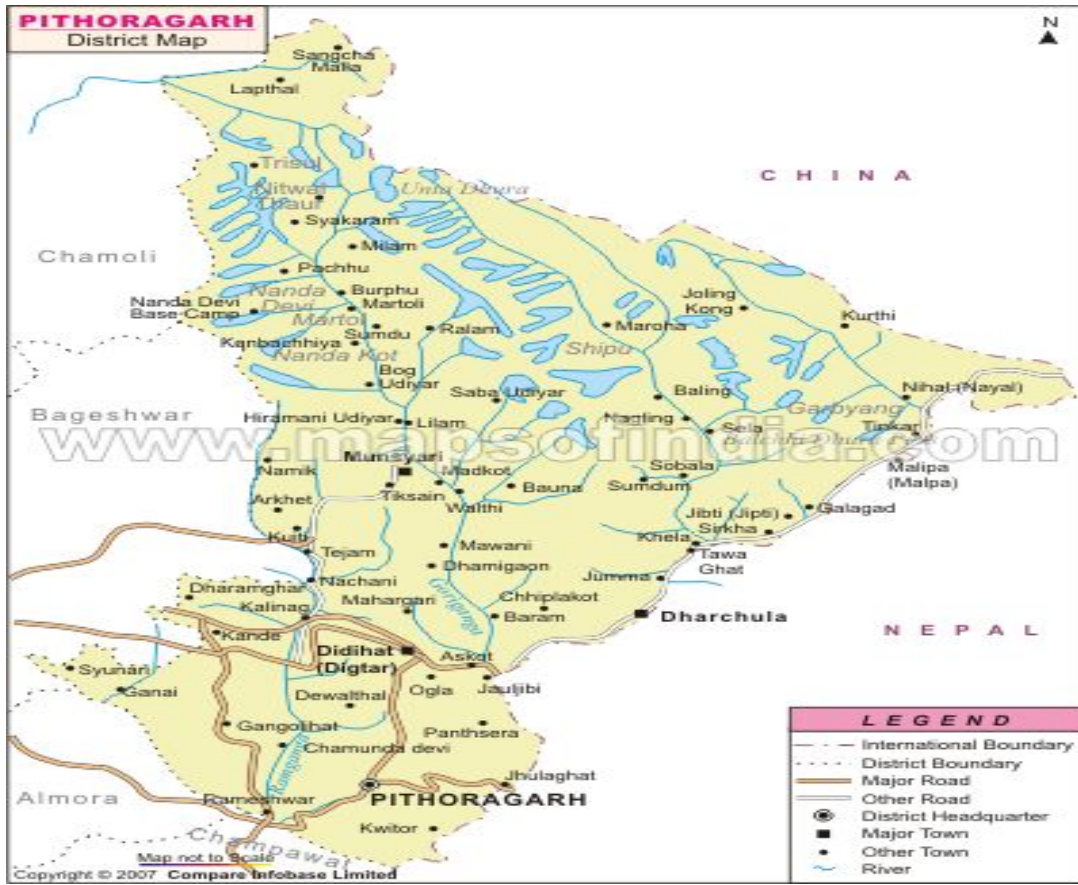 PITHORAGARH
District Map
N
Sangcha
Malla
Lapthal
CHINA
Trisul
Unta Dhura
Nitwal
Dhaur
Syakaram
Milam
Chamoli
Pachhu
Nanda
Devi
Burphu
Nanda Devi
Base Camp
Martoli
Martol
Joling
Kong
Sumdu
Ralam
Maroha
Kurthi
Kanbachhiya
Nanda Kot
Shipu
Bog
Udiyar
Saba Udiyar
Baling
Nihal (Nayal)
Bageshwar
Garbyang
Hiramani Udiyar
Lilam
Nagling
Sela
Tinkar
www.mapsofindia.com
Munsyari
Namik
Madkot
Sobala
Malipa
(Malpa)
Tiksain
Bauna
Sumdum
Arkhet
Walthi
Jibti (Jipti)
Galagad
Kuiti
Sirkha
Khela
Tejam
Mawani
Tawa
Ghat
Dhamigaon
Nachani
Jumma
Dharamghar
Goriganga
Mahargari
Chhiplakot
Kalinag
Baram
Dharchula
Kande
NEPAL
Didihat
(Digtar)
Askot
Syunari
Ogla
Jauljibi
Ganai
Dewalthal
Gangolihat
Panthsera
Chamunda devi
Ramganga
Jhulaghat
Almora
Rameshwar
PITHORAGARH
Kwitor
Champawat
Map not to Scale
Copyright © 2007 Compare Infobase Limited
LEGEND
International Boundary
District Boundary
Major Road
Other Road
District Headquarter
Major Town
Other Town
River